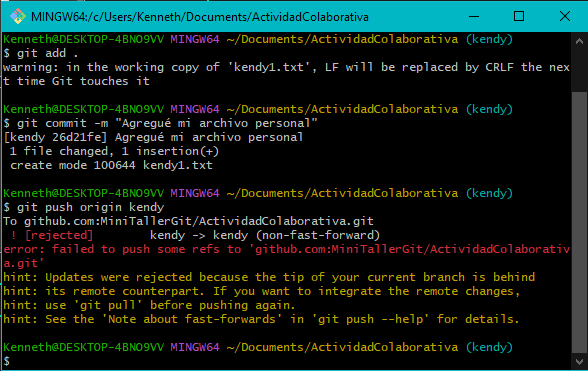 MINGW64:/c/Users/Kenneth/Documents/ActividadColaborativa
Kenneth@DESKTOP-4BNO9VV MINGW64 ~/Documents/ActividadColaborativa (kendy)
$ git add .
warning: in the working copy of 'kendy1.txt', LF will be replaced by CRLF the nex
t time Git touches it
Kenneth@DESKTOP-4BNO9VV MINGW64 ~/Documents/ActividadColaborativa (kendy)
$ git commit -m "Agregué mi archivo personal"
[kendy 26d21fe] Agregué mi archivo personal
1 file changed, 1 insertion(+)
create mode 100644 kendy1.txt
Kenneth@DESKTOP-4BNO9VV MINGW64 ~/Documents/ActividadColaborativa (kendy)
$ git push origin kendy
To github.com:MiniTallerGit/ActividadColaborativa.git
! [rejected]        kendy -> kendy (non-fast-forward)
error: failed to push some refs to 'github.com:MiniTallerGit/ActividadColaborativ
a.git'
hint: Updates were rejected because the tip of your current branch is behind
hint: its remote counterpart. If you want to integrate the remote changes,
hint: use 'git pull' before pushing again.
hint: See the 'Note about fast-forwards' in 'git push --help' for details.
Kenneth@DESKTOP-4BNO9VV MINGW64 ~/Documents/ActividadColaborativa (kendy)
$